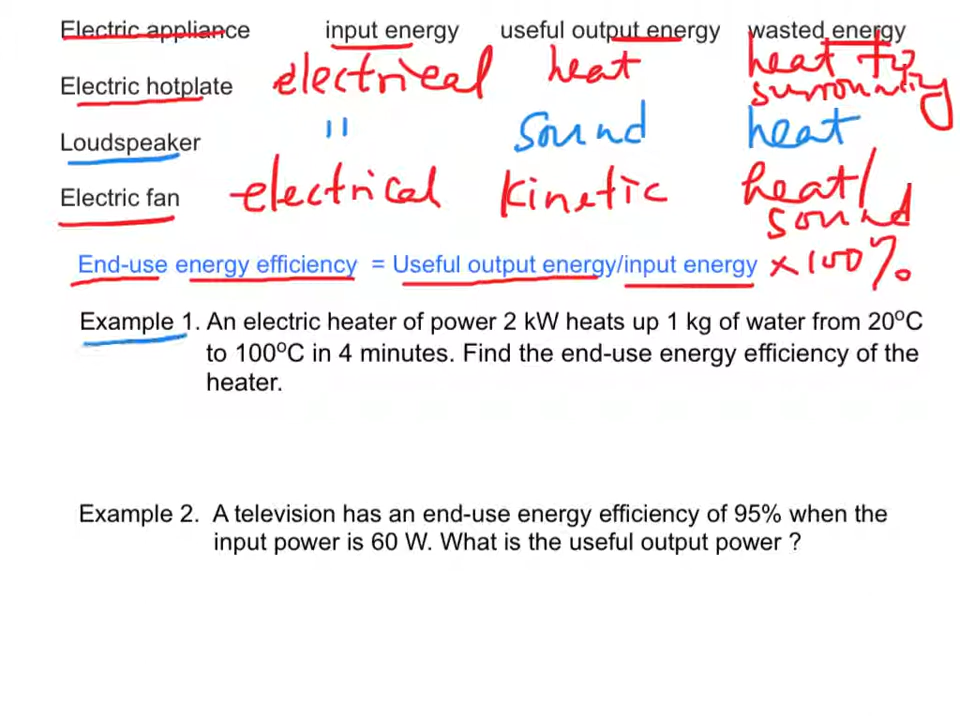 Electric appliance input energy useful output energy wasted energy
Electric hotplate electrical heat heat to surrounding
Loudspeaker " sound heat
Electric fan electrical kinetic heat/ sound
End-use energy efficiency = Useful output energy/input energy ×100%
Example 1. An electric heater of power 2 kW heats up 1 kg of water from 20°C
to 100°C in 4 minutes. Find the end-use energy efficiency of the
heater.
Example 2. A television has an end-use energy efficiency of 95% when the
input power is 60 W. What is the useful output power ?